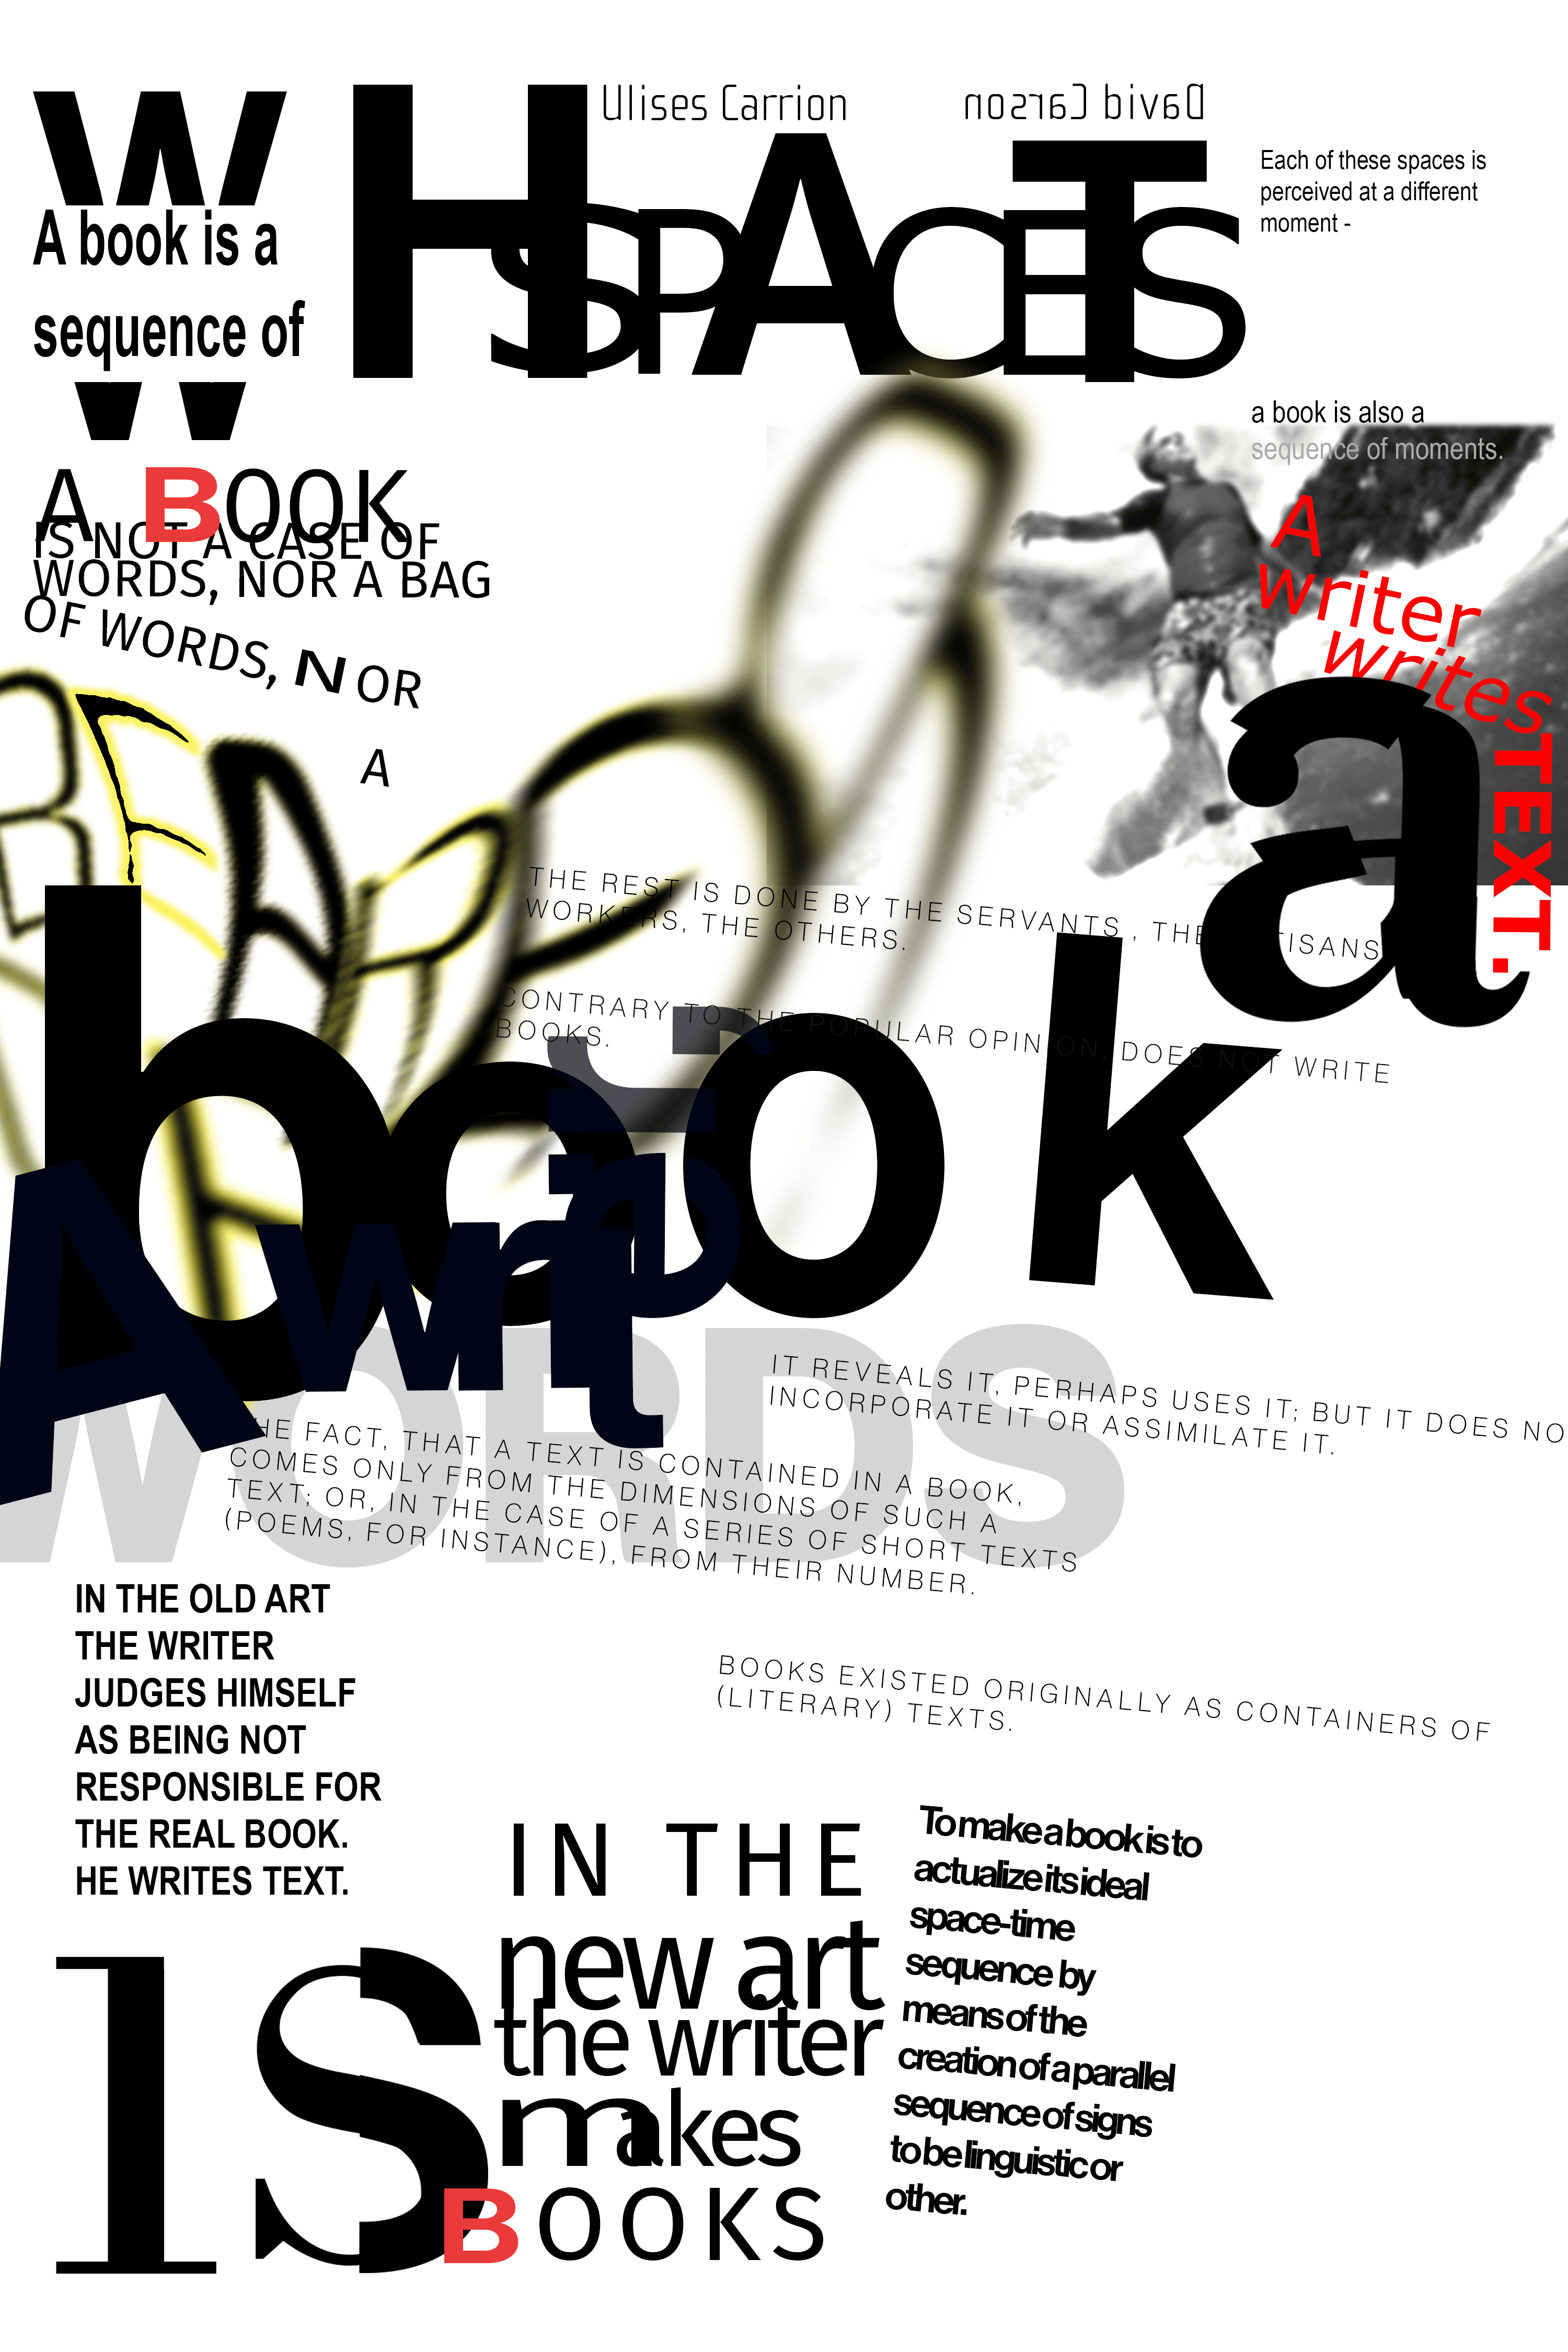 Ulises Carrion
David Carson
WHAT
SPACES
Each of these spaces is
perceived at a different
moment -
A book is a
sequence of
a book is also a
sequence of moments.
A BOOK
IS NOT A CASE OF
WORDS, NOR A BAG
OF WORDS, NOR
A
A
writer
writes
TEXT.
a
THE REST IS DONE BY THE SERVANTS , THE ARTISANS
WORKERS, THE OTHERS.
CONTRARY TO THE POPULAR OPINION, DOES NOT WRITE
BOOKS.
book
A writ
WORDS
IT REVEALS IT, PERHAPS USES IT; BUT IT DOES NO
INCORPORATE IT OR ASSIMILATE IT.
THE FACT, THAT A TEXT IS CONTAINED IN A BOOK,
COMES ONLY FROM THE DIMENSIONS OF SUCH A
TEXT; OR, IN THE CASE OF A SERIES OF SHORT TEXTS
(POEMS, FOR INSTANCE), FROM THEIR NUMBER.
IN THE OLD ART
THE WRITER
JUDGES HIMSELF
AS BEING NOT
RESPONSIBLE FOR
THE REAL BOOK.
HE WRITES TEXT.
BOOKS EXISTED ORIGINALLY AS CONTAINERS OF
(LITERARY) TEXTS.
IS
IN THE
new art
the writer
makes
BOOKS
To make a book is to
actualize its ideal
space-time
sequence by
means of the
creation of a parallel
sequence of signs
to be linguistic or
other.